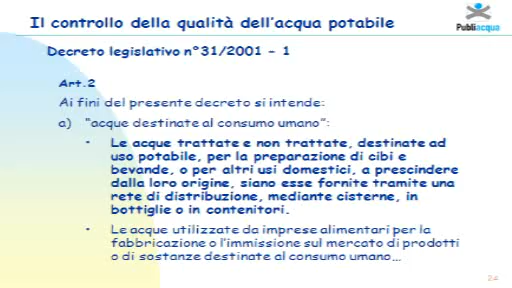 Il controllo della qualità dell'acqua potabile
Publiacqua
Decreto legislativo n°31/2001 - 1
Art.2
Ai fini del presente decreto si intende:
a) "acque destinate al consumo umano":
• Le acque trattate e non trattate, destinate ad
uso potabile, per la preparazione di cibi e
bevande, o per altri usi domestici, a prescindere
dalla loro origine, siano esse fornite tramite una
rete di distribuzione, mediante cisterne, in
bottiglie o in contenitori.
• Le acque utilizzate da imprese alimentari per la
fabbricazione o l'immissione sul mercato di prodotti
o di sostanze destinate al consumo umano...
24